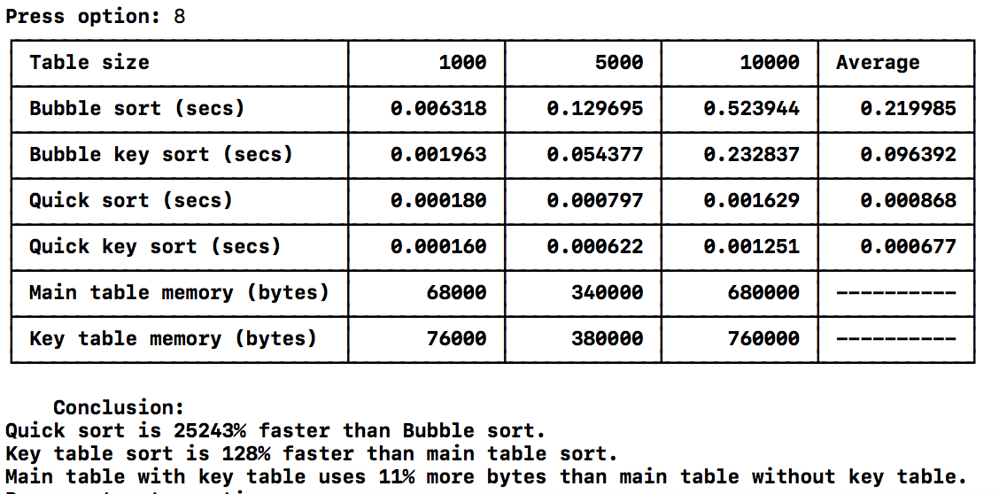 Press option: 8
Table size 1000 5000 10000 Average
Bubble sort (secs) 0.006318 0.129695 0.523944 0.219985
Bubble key sort (secs) 0.001963 0.054377 0.232837 0.096392
Quick sort (secs) 0.000180 0.000797 0.001629 0.000868
Quick key sort (secs) 0.000160 0.000622 0.001251 0.000677
Main table memory (bytes) 68000 340000 680000 ----------
Key table memory (bytes) 76000 380000 760000 ----------
Conclusion:
Quick sort is 25243% faster than Bubble sort.
Key table sort is 128% faster than main table sort.
Main table with key table uses 11% more bytes than main table without key table.